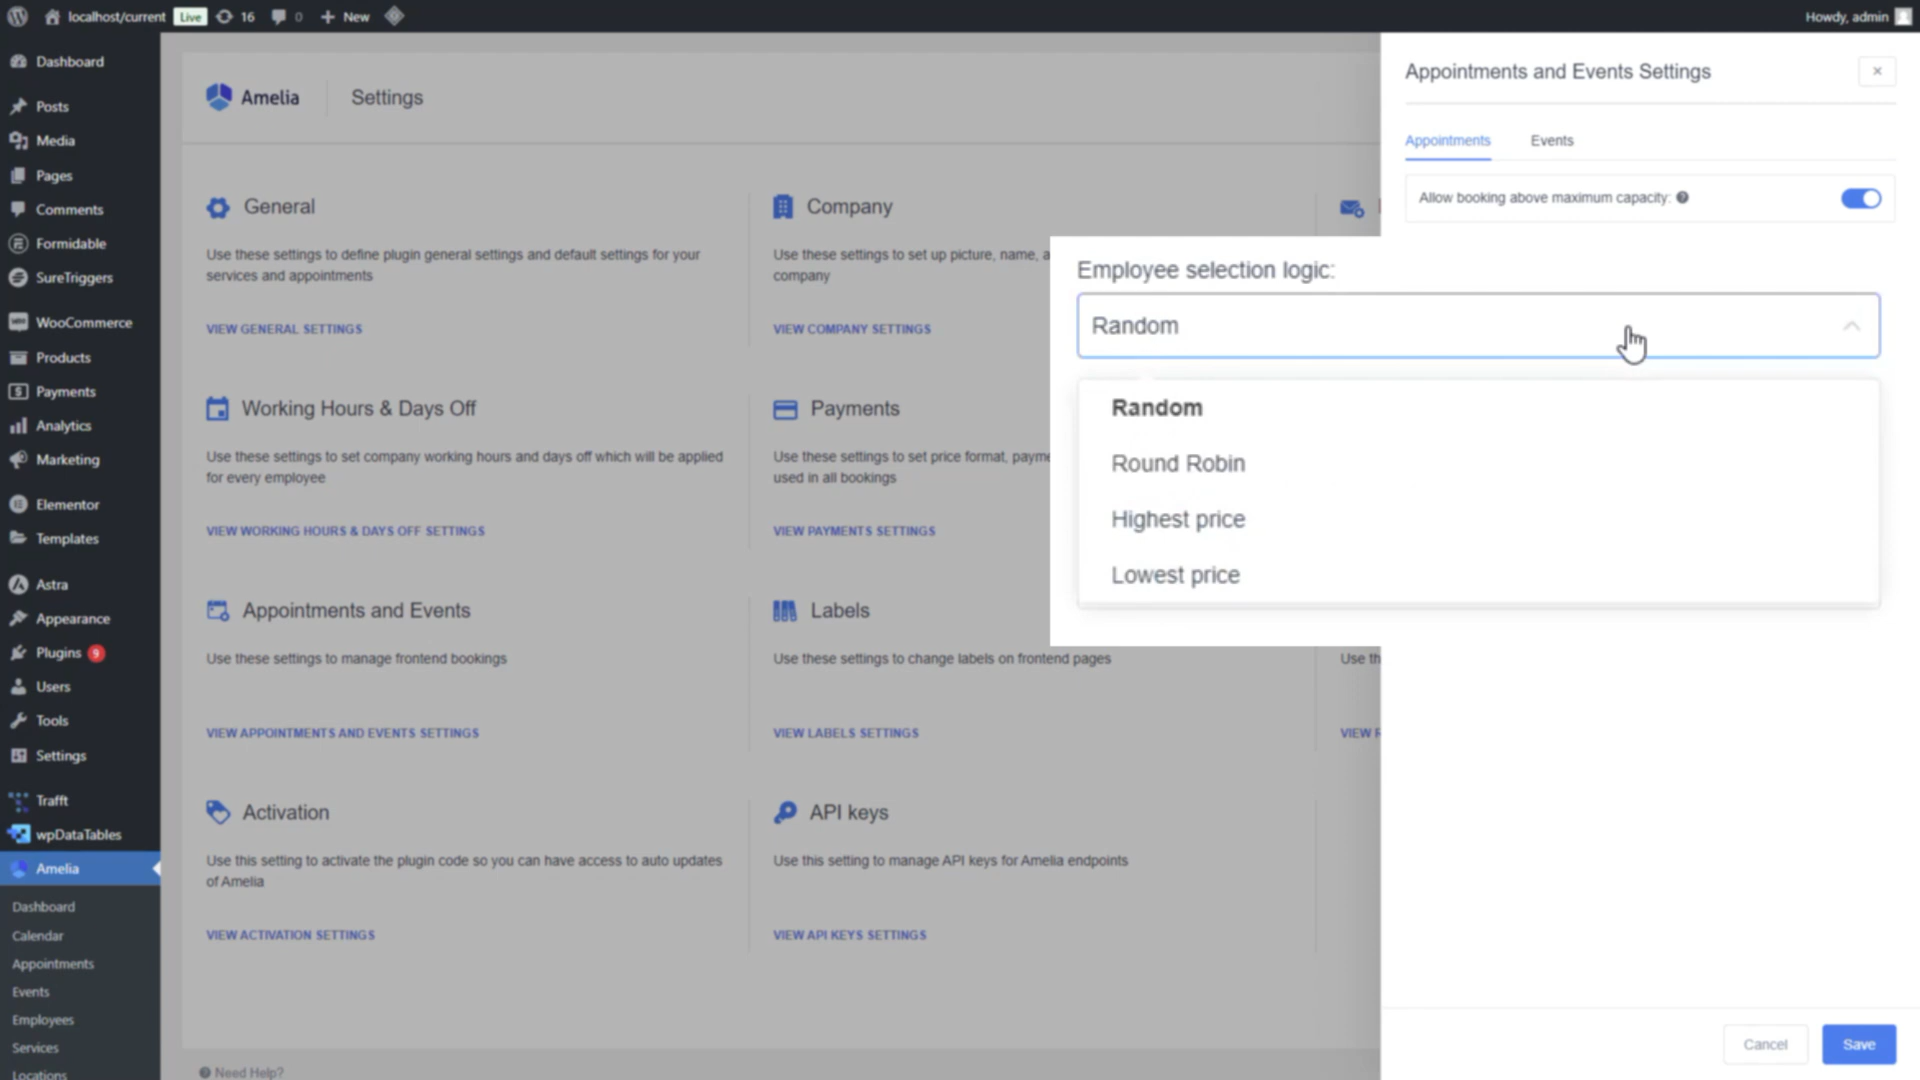 localhost/current Live 16 0 New
Howdy, admin
Dashboard
Posts
Media
Pages
Comments
Formidable
SureTriggers
WooCommerce
Products
Payments
Analytics
Marketing
Elementor
Templates
Astra
Appearance
Plugins 9
Users
Tools
Settings
Trafft
wpDataTables
Amelia
Dashboard
Calendar
Appointments
Events
Employees
Services
Locations
Amelia
Settings
General
Use these settings to define plugin general settings and default settings for your
services and appointments
VIEW GENERAL SETTINGS
Company
Use these settings to set up picture, name, a
company
VIEW COMPANY SETTINGS
Working Hours & Days Off
Use these settings to set company working hours and days off which will be applied
for every employee
VIEW WORKING HOURS & DAYS OFF SETTINGS
Payments
Use these settings to set price format, payme
used in all bookings
VIEW PAYMENTS SETTINGS
Appointments and Events
Use these settings to manage frontend bookings
VIEW APPOINTMENTS AND EVENTS SETTINGS
Labels
Use these settings to change labels on frontend pages
VIEW LABELS SETTINGS
Use th
VIEW
Activation
Use this setting to activate the plugin code so you can have access to auto updates
of Amelia
VIEW ACTIVATION SETTINGS
API keys
Use this setting to manage API keys for Amelia endpoints
VIEW API KEYS SETTINGS
Need Help?
Appointments and Events Settings
Appointments
Events
Allow booking above maximum capacity:
Employee selection logic:
Random
Random
Round Robin
Highest price
Lowest price
Cancel
Save